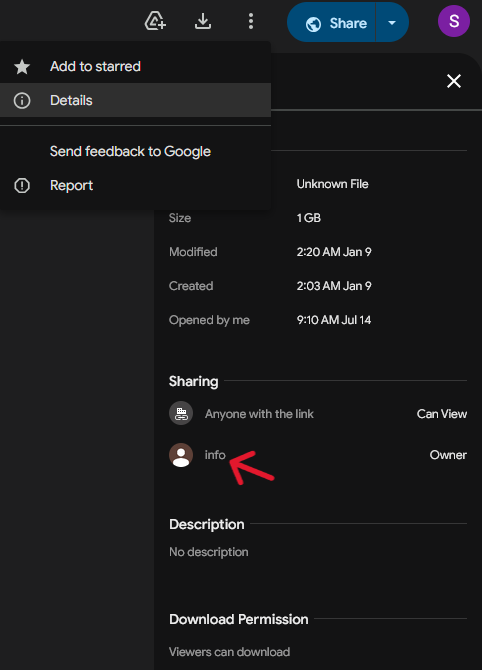 Share
S
Add to starred
Details
Send feedback to Google
Report
Unknown File
Size 1 GB
Modified 2:20 AM Jan 9
Created 2:03 AM Jan 9
Opened by me 9:10 AM Jul 14
Sharing
Anyone with the link Can View
info Owner
Description
No description
Download Permission
Viewers can download